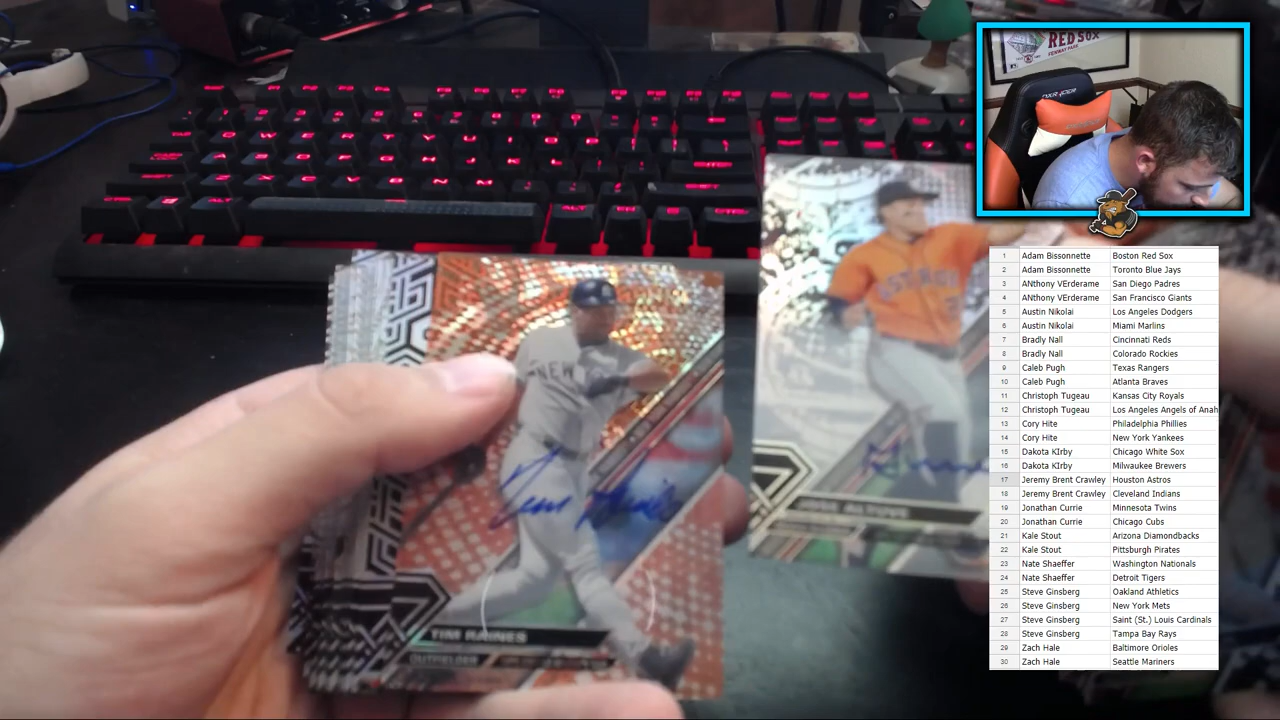 RED SOX
FENWAY PARK
ASTROS
JOSE ALTUVE
NEW
TIM RAINES
OUTFIELDER
1 Adam Bissonnette Boston Red Sox
2 Adam Bissonnette Toronto Blue Jays
3 ANthony VErderame San Diego Padres
4 ANthony VErderame San Francisco Giants
5 Austin Nikolai Los Angeles Dodgers
6 Austin Nikolai Miami Marlins
7 Bradly Nall Cincinnati Reds
8 Bradly Nall Colorado Rockies
9 Caleb Pugh Texas Rangers
10 Caleb Pugh Atlanta Braves
11 Christoph Tugeau Kansas City Royals
12 Christoph Tugeau Los Angeles Angels of Anah
13 Cory Hite Philadelphia Phillies
14 Cory Hite New York Yankees
15 Dakota KIrby Chicago White Sox
16 Dakota KIrby Milwaukee Brewers
17 Jeremy Brent Crawley Houston Astros
18 Jeremy Brent Crawley Cleveland Indians
19 Jonathan Currie Minnesota Twins
20 Jonathan Currie Chicago Cubs
21 Kale Stout Arizona Diamondbacks
22 Kale Stout Pittsburgh Pirates
23 Nate Shaeffer Washington Nationals
24 Nate Shaeffer Detroit Tigers
25 Steve Ginsberg Oakland Athletics
26 Steve Ginsberg New York Mets
27 Steve Ginsberg Saint (St.) Louis Cardinals
28 Steve Ginsberg Tampa Bay Rays
29 Zach Hale Baltimore Orioles
30 Zach Hale Seattle Mariners